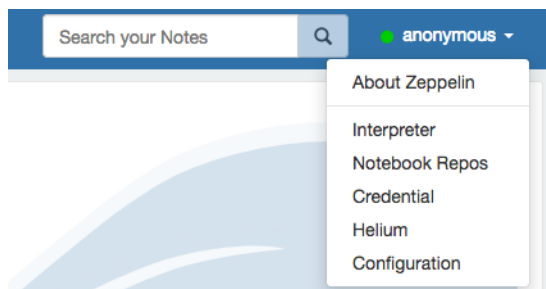 Search your Notes
anonymous
About Zeppelin
Interpreter
Notebook Repos
Credential
Helium
Configuration